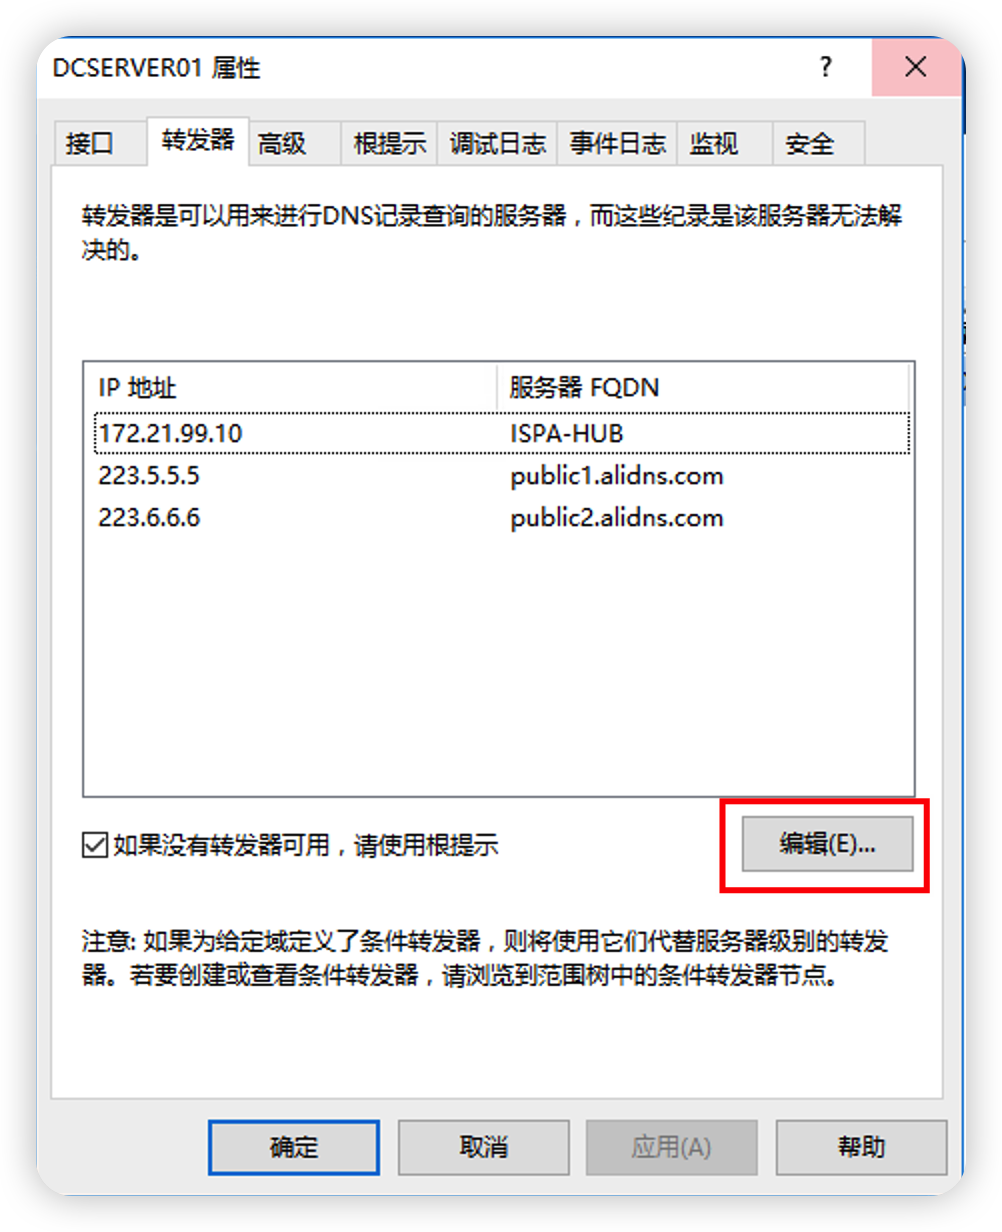 DCSERVER01 属性
?
接口 转发器 高级 根提示 调试日志 事件日志 监视 安全
转发器是可以用来进行DNS记录查询的服务器，而这些纪录是该服务器无法解
决的。
IP 地址 服务器 FQDN
172.21.99.10 ISPA-HUB
223.5.5.5 public1.alidns.com
223.6.6.6 public2.alidns.com
如果没有转发器可用，请使用根提示 编辑(E)...
注意: 如果为给定域定义了条件转发器，则将使用它们代替服务器级别的转发
器。若要创建或查看条件转发器，请浏览到范围树中的条件转发器节点。
确定 取消 应用(A) 帮助